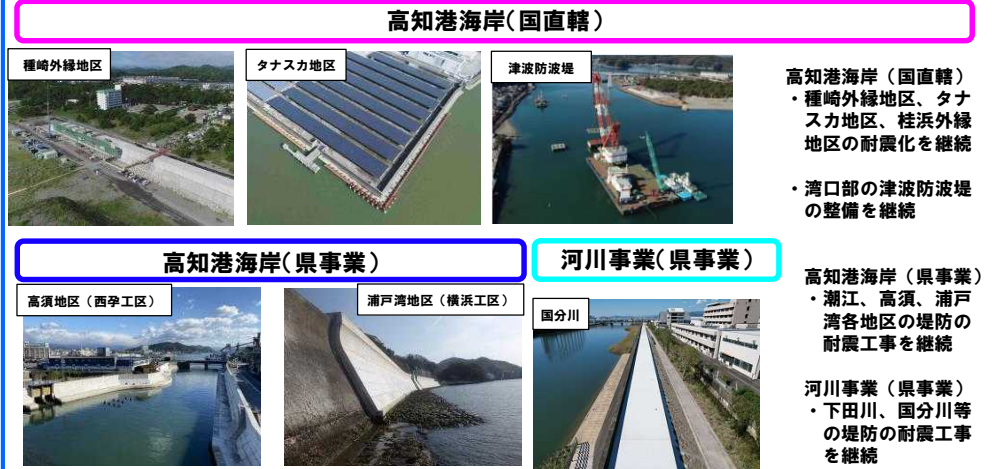 高知港海岸(国直轄)
種崎外縁地区
タナスカ地区
津波防波堤
高知港海岸（国直轄）
・種崎外縁地区、タナ
スカ地区、桂浜外縁
地区の耐震化を継続
・湾口部の津波防波堤
の整備を継続
高知港海岸(県事業)
河川事業(県事業)
高須地区（西孕工区）
浦戸湾地区（横浜工区）
国分川
高知港海岸（県事業）
・潮江、高須、浦戸
湾各地区の堤防の
耐震工事を継続
河川事業（県事業）
・下田川、国分川等
の堤防の耐震工事
を継続